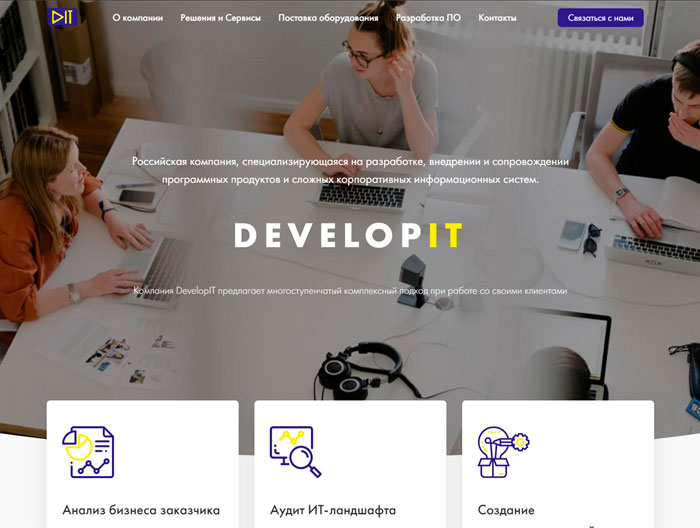 DIT
О компании
Решения и Сервисы
Поставка оборудования
Разработка ПО
Контакты
Связаться с нами
Российская компания, специализирующаяся на разработке, внедрении и сопровождении
программных продуктов и сложных корпоративных информационных систем.
DEVELOPIT
Компания DevelopIT предлагает многоступенчатый комплексный подход при работе со своими клиентами
Анализ бизнеса заказчика
Аудит ИТ-ландшафта
Создание